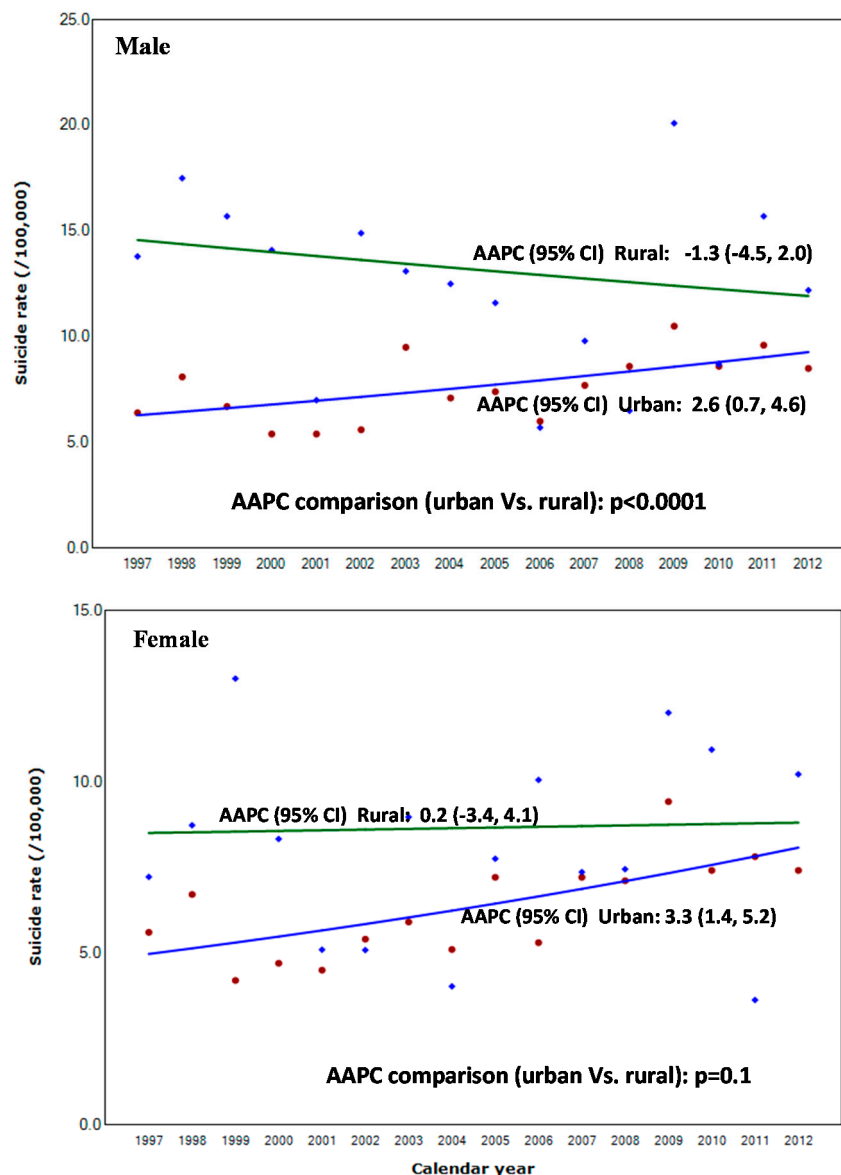 Male
Suicide rate (/100,000)
25.0
20.0
15.0
10.0
5.0
0.0
AAPC (95% CI) Rural: -1.3 (-4.5, 2.0)
AAPC (95% CI) Urban: 2.6 (0.7, 4.6)
AAPC comparison (urban Vs. rural): p<0.0001
1997 1998 1999 2000 2001 2002 2003 2004 2005 2006 2007 2008 2009 2010 2011 2012
Female
Suicide rate (/100,000)
15.0
10.0
5.0
0.0
AAPC (95% CI) Rural: 0.2 (-3.4, 4.1)
AAPC (95% CI) Urban: 3.3 (1.4, 5.2)
AAPC comparison (urban Vs. rural): p=0.1
1997 1998 1999 2000 2001 2002 2003 2004 2005 2006 2007 2008 2009 2010 2011 2012
Calendar year